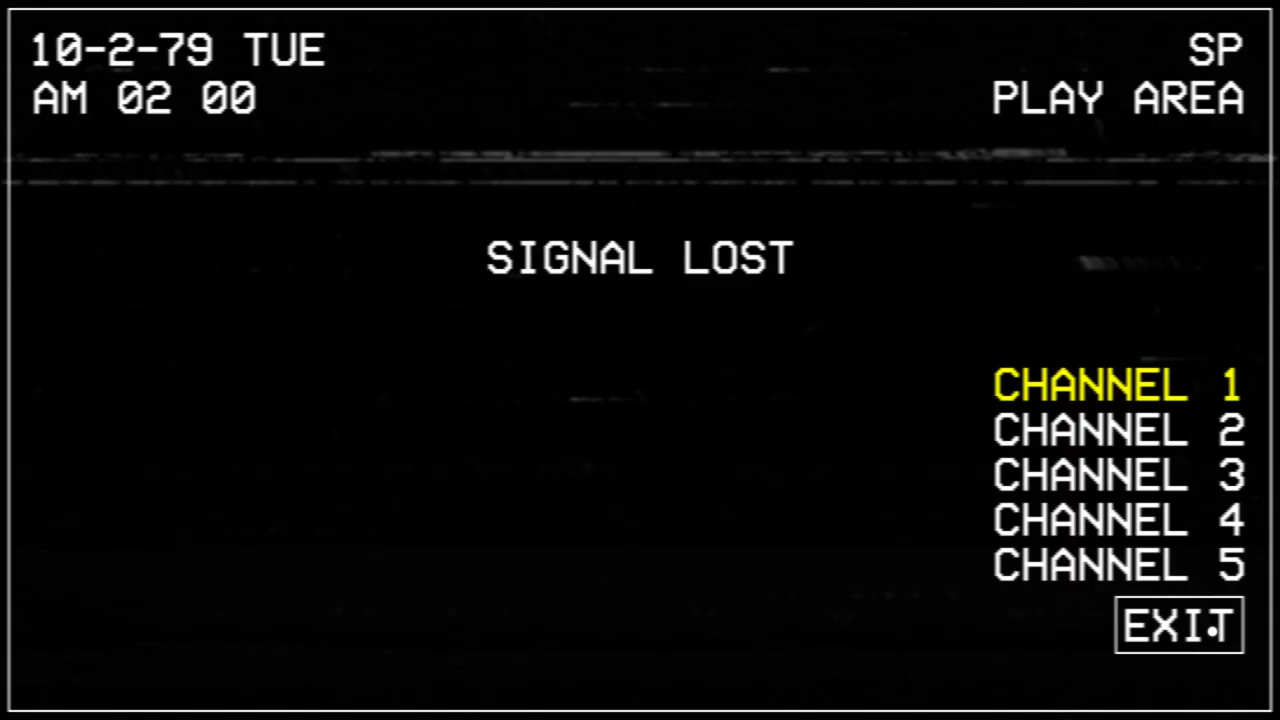 10-2-79 TUE
AM 02 00
SP
PLAY AREA
SIGNAL LOST
CHANNEL 1
CHANNEL 2
CHANNEL 3
CHANNEL 4
CHANNEL 5
EXIT